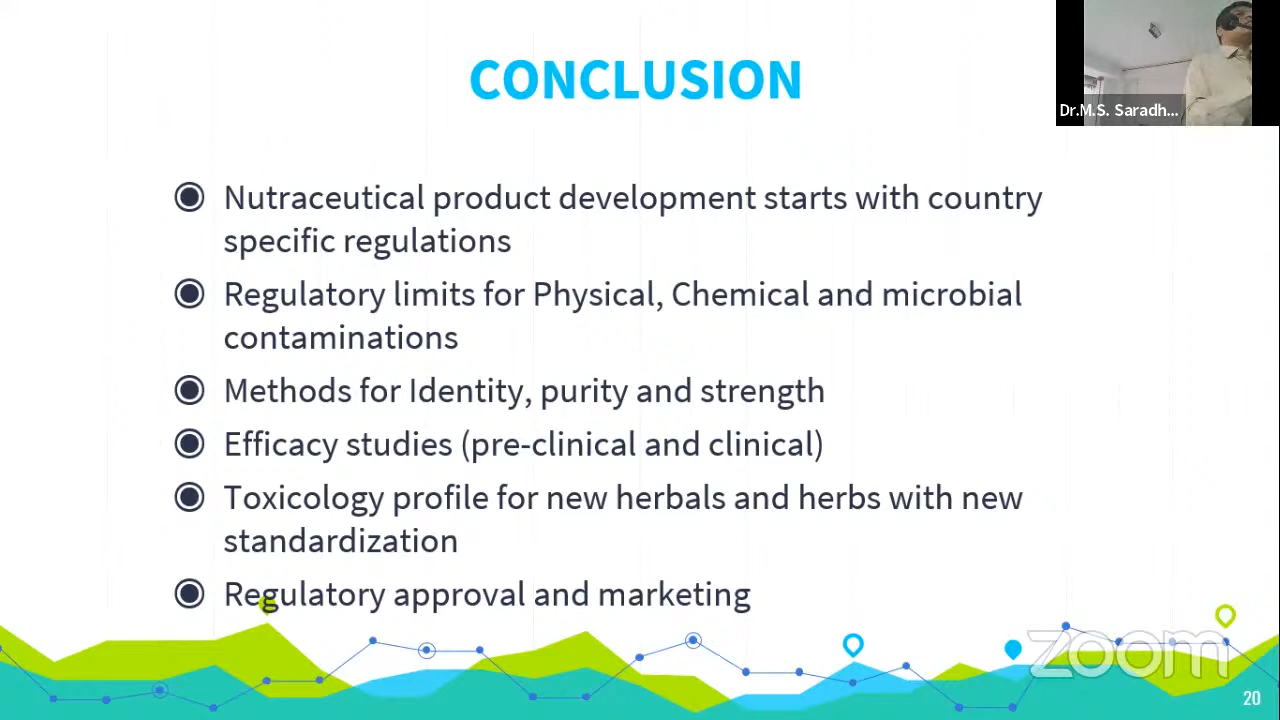 CONCLUSION
Dr.M.S. Saradh...
Nutraceutical product development starts with country
specific regulations
Regulatory limits for Physical, Chemical and microbial
contaminations
Methods for Identity, purity and strength
Efficacy studies (pre-clinical and clinical)
Toxicology profile for new herbals and herbs with new
standardization
Regulatory approval and marketing
zoom
20